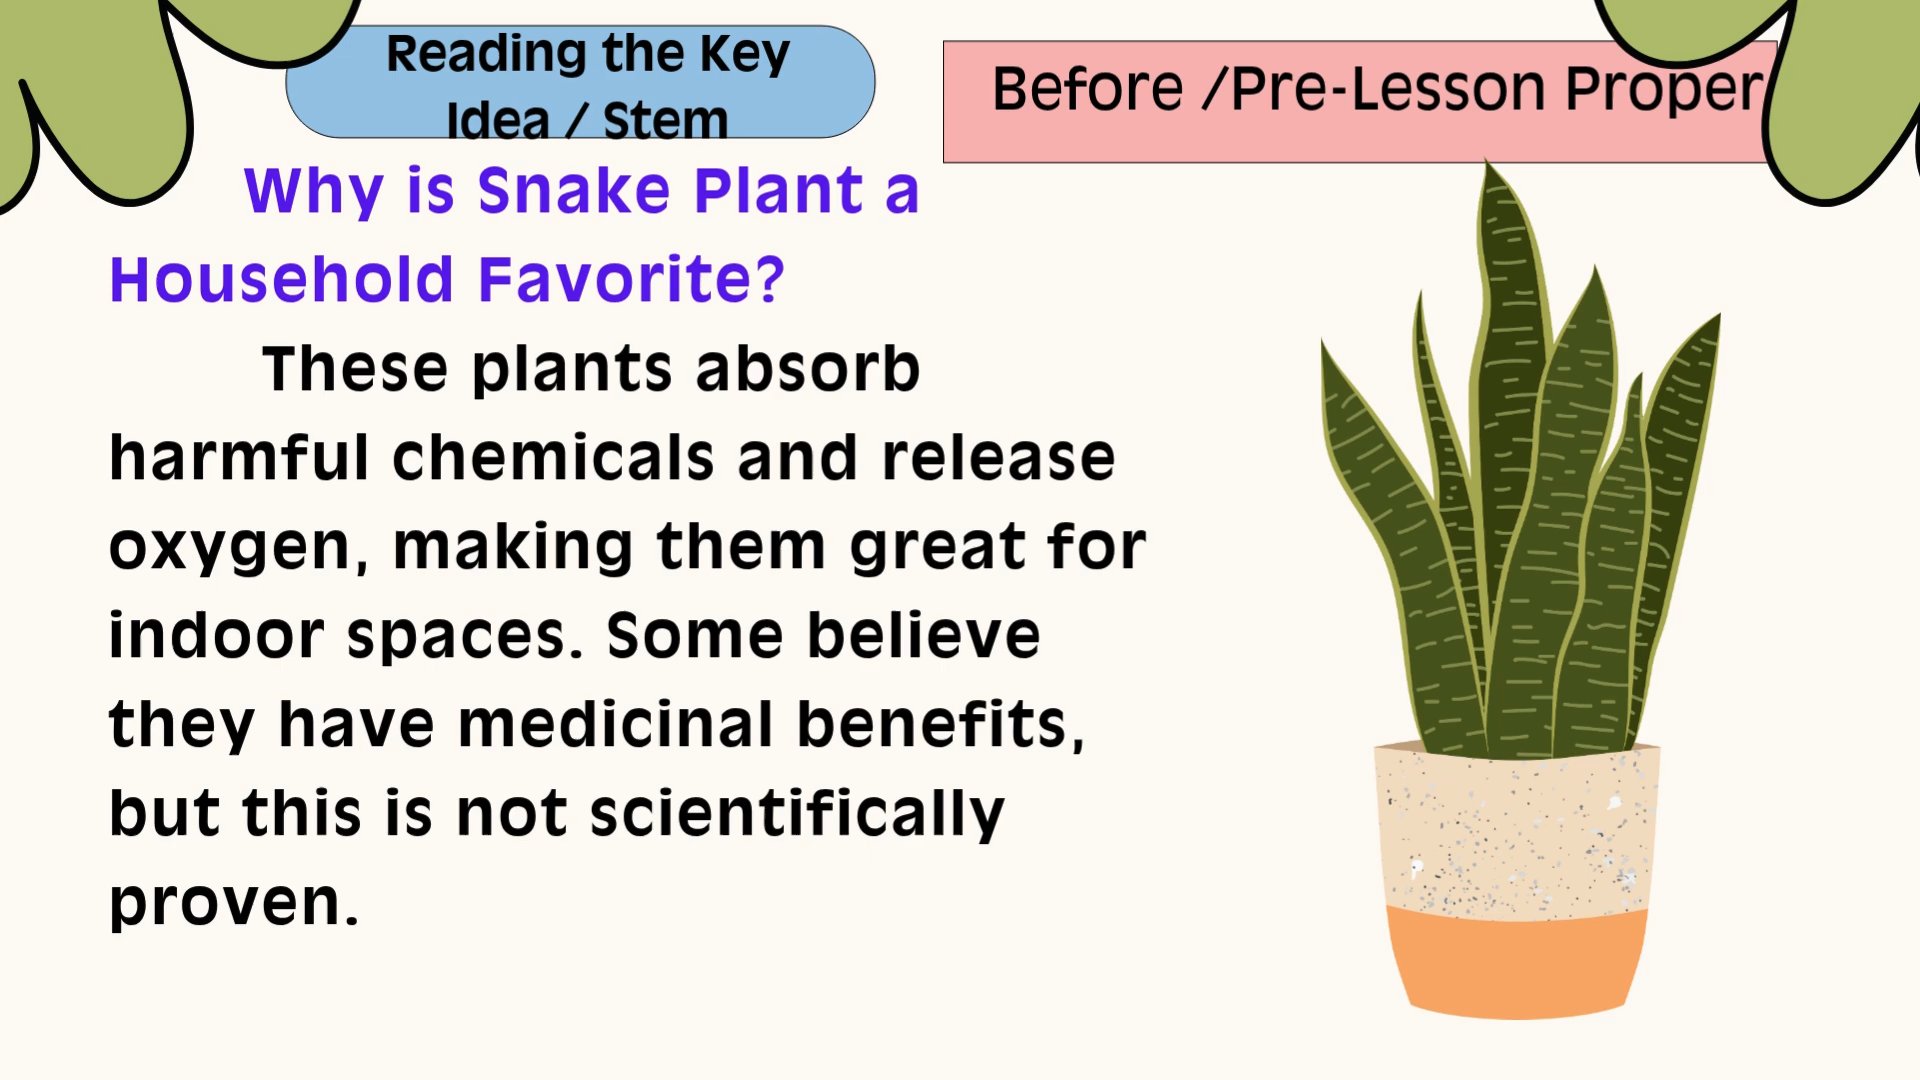 Reading the Key
Idea / Stem
Before /Pre-Lesson Proper
Why is Snake Plant a
Household Favorite?
These plants absorb
harmful chemicals and release
oxygen, making them great for
indoor spaces. Some believe
they have medicinal benefits,
but this is not scientifically
proven.